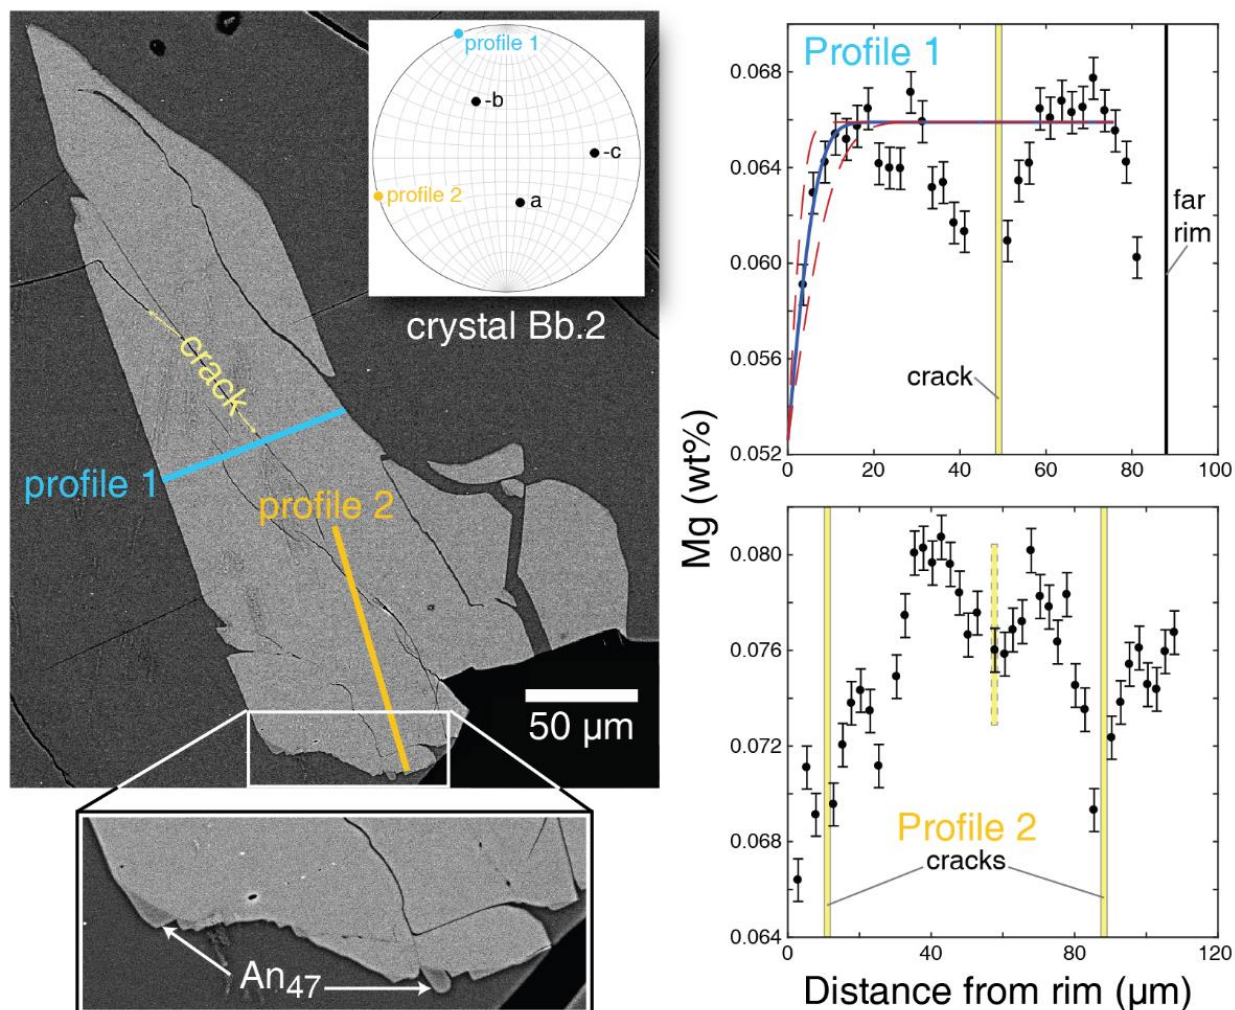 profile 1
-b
-c
profile 2
a
crystal Bb.2
crack
profile 1
profile 2
50 µm
An47
Profile 1
0.068
0.064
0.060
0.056
0.052
crack
far
rim
0 20 40 60 80 100
Mg (wt%)
0.080
0.076
0.072
0.068
0.064
Profile 2
cracks
0 40 80 120
Distance from rim (µm)